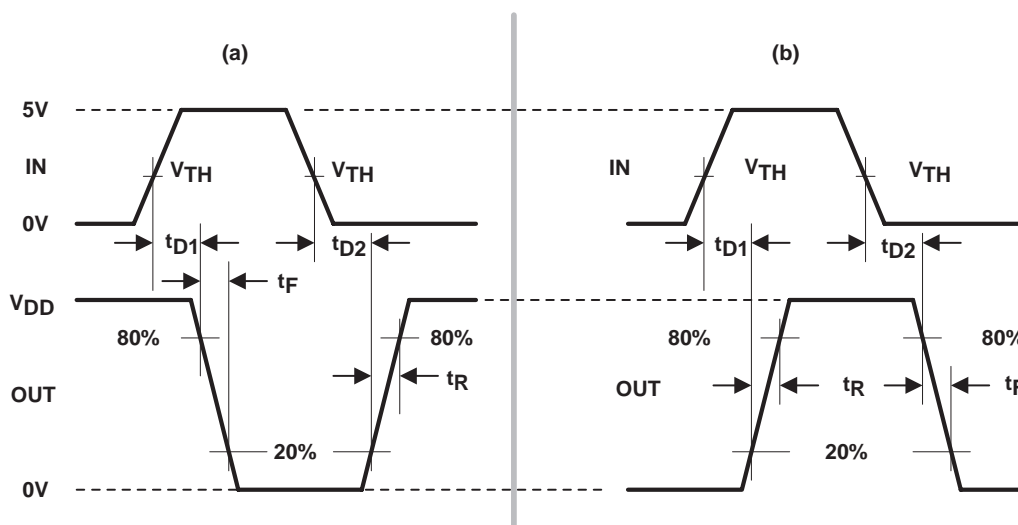 (a)
5V
IN
VTH
VTH
0V
tD1
tD2
tF
VDD
80%
80%
tR
OUT
20%
0V
(b)
IN
VTH
VTH
tD1
tD2
80%
80%
OUT
tR
20%